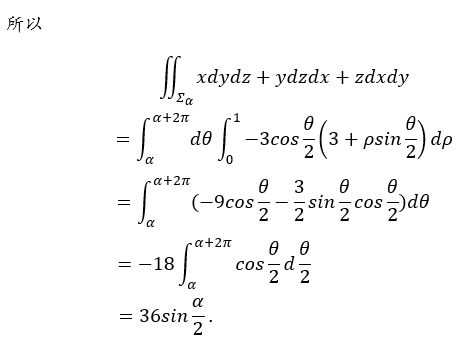 所以
∬_{Σ_α} xdydz + ydzdx + zdxdy
= ∫_α^{α+2π} dθ ∫_0^1 −3cos θ/2 (3 + ρsin θ/2) dρ
= ∫_α^{α+2π} (−9cos θ/2 − 3/2 sin θ/2 cos θ/2)dθ
= −18 ∫_α^{α+2π} cos θ/2 d θ/2
= 36sin α/2 .